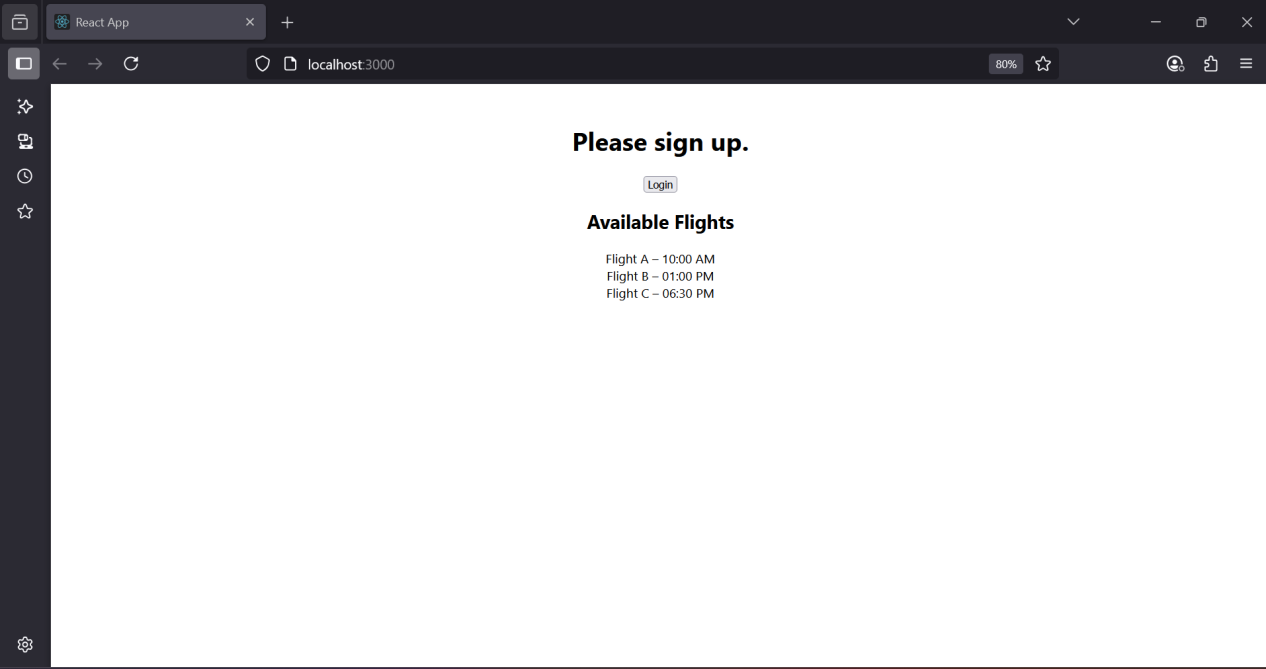 React App
localhost:3000
80%
Please sign up.
Login
Available Flights
Flight A – 10:00 AM
Flight B – 01:00 PM
Flight C – 06:30 PM